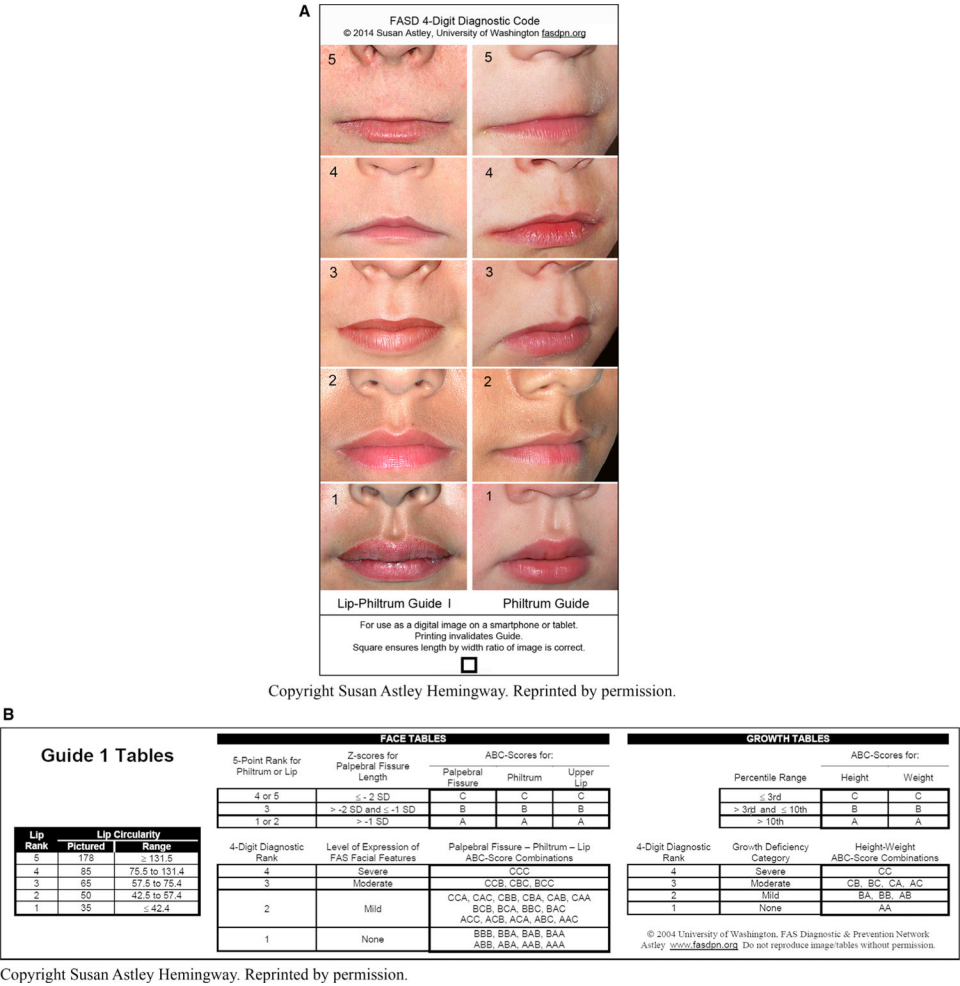 A
FASD 4-Digit Diagnostic Code
© 2014 Susan Astley, University of Washington fasdpn.org
5 5
4 4
3 3
2 2
1 1
Lip-Philtrum Guide 1 Philtrum Guide
For use as a digital image on a smartphone or tablet.
Printing invalidates Guide.
Square ensures length by width ratio of image is correct.
Copyright Susan Astley Hemingway. Reprinted by permission.
B
Guide 1 Tables
Lip Rank Lip Circularity
Pictured Range
5 178 ≥ 131.5
4 85 75.5 to 131.4
3 65 57.5 to 75.4
2 50 42.5 to 57.4
1 35 ≤ 42.4
FACE TABLES
5-Point Rank for Philtrum or Lip Z-scores for Palpebral Fissure Length ABC-Scores for:
Palpebral Fissure Philtrum Upper Lip
4 or 5 ≤ - 2 SD C C C
3 > -2 SD and ≤ -1 SD B B B
1 or 2 > -1 SD A A A
4-Digit Diagnostic Rank Level of Expression of FAS Facial Features Palpebral Fissure – Philtrum – Lip ABC-Score Combinations
4 Severe CCC
3 Moderate CCB, CBC, BCC
2 Mild CCA, CAC, CBB, CBA, CAB, CAA
BCB, BCA, BBC, BAC
ACC, ACB, ACA, ABC, AAC
1 None BBB, BBA, BAB, BAA
ABB, ABA, AAB, AAA
GROWTH TABLES
ABC-Scores for:
Percentile Range Height Weight
≤ 3rd C C
> 3rd and ≤ 10th B B
> 10th A A
4-Digit Diagnostic Rank Growth Deficiency Category Height-Weight ABC-Score Combinations
4 Severe CC
3 Moderate CB, BC, CA, AC
2 Mild BA, BB, AB
1 None AA
© 2004 University of Washington, FAS Diagnostic & Prevention Network
Astley www.fasdpn.org Do not reproduce image/tables without permission.
Copyright Susan Astley Hemingway. Reprinted by permission.